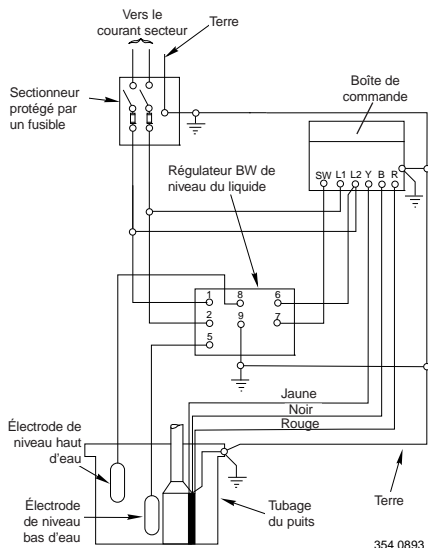 Vers le
courant secteur
Terre
Sectionneur
protégé par
un fusible
Boîte de
commande
Régulateur BW de
niveau du liquide
SW L1 L2 Y B R
1 8 6
2 9 7
5
Jaune
Noir
Rouge
Électrode de
niveau haut
d'eau
Électrode
de niveau
bas d'eau
Tubage
du puits
Terre
354 0893